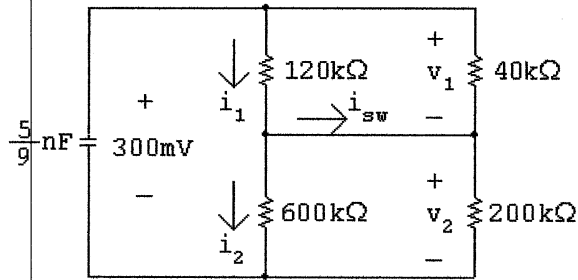 +
120kΩ
v₁
40kΩ
i₁
i_sw
−
5/9 nF
+
300mV
−
+
600kΩ
v₂
200kΩ
i₂
−